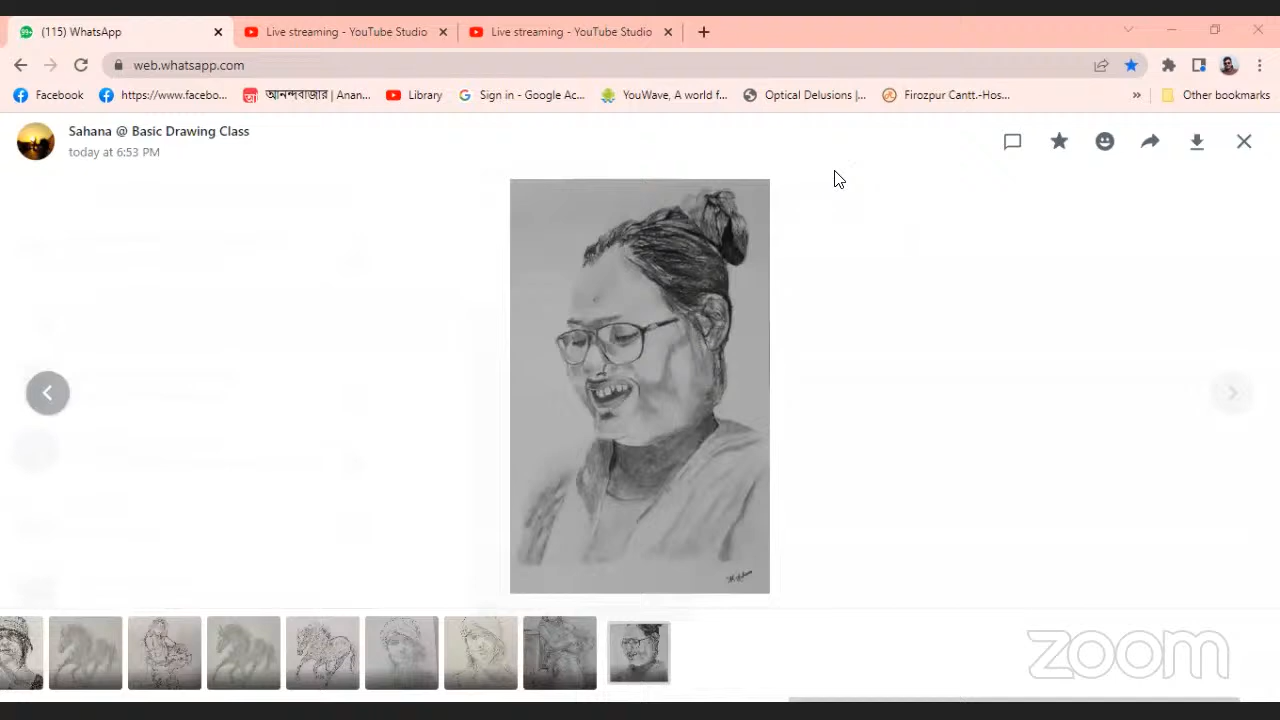 (115) WhatsApp
Live streaming - YouTube Studio
Live streaming - YouTube Studio
web.whatsapp.com
Facebook
https://www.facebo...
আনন্দবাজার | Anan...
Library
Sign in - Google Ac...
YouWave, A world f...
Optical Delusions |...
Firozpur Cantt.-Hos...
»
Other bookmarks
Sahana @ Basic Drawing Class
today at 6:53 PM
zoom